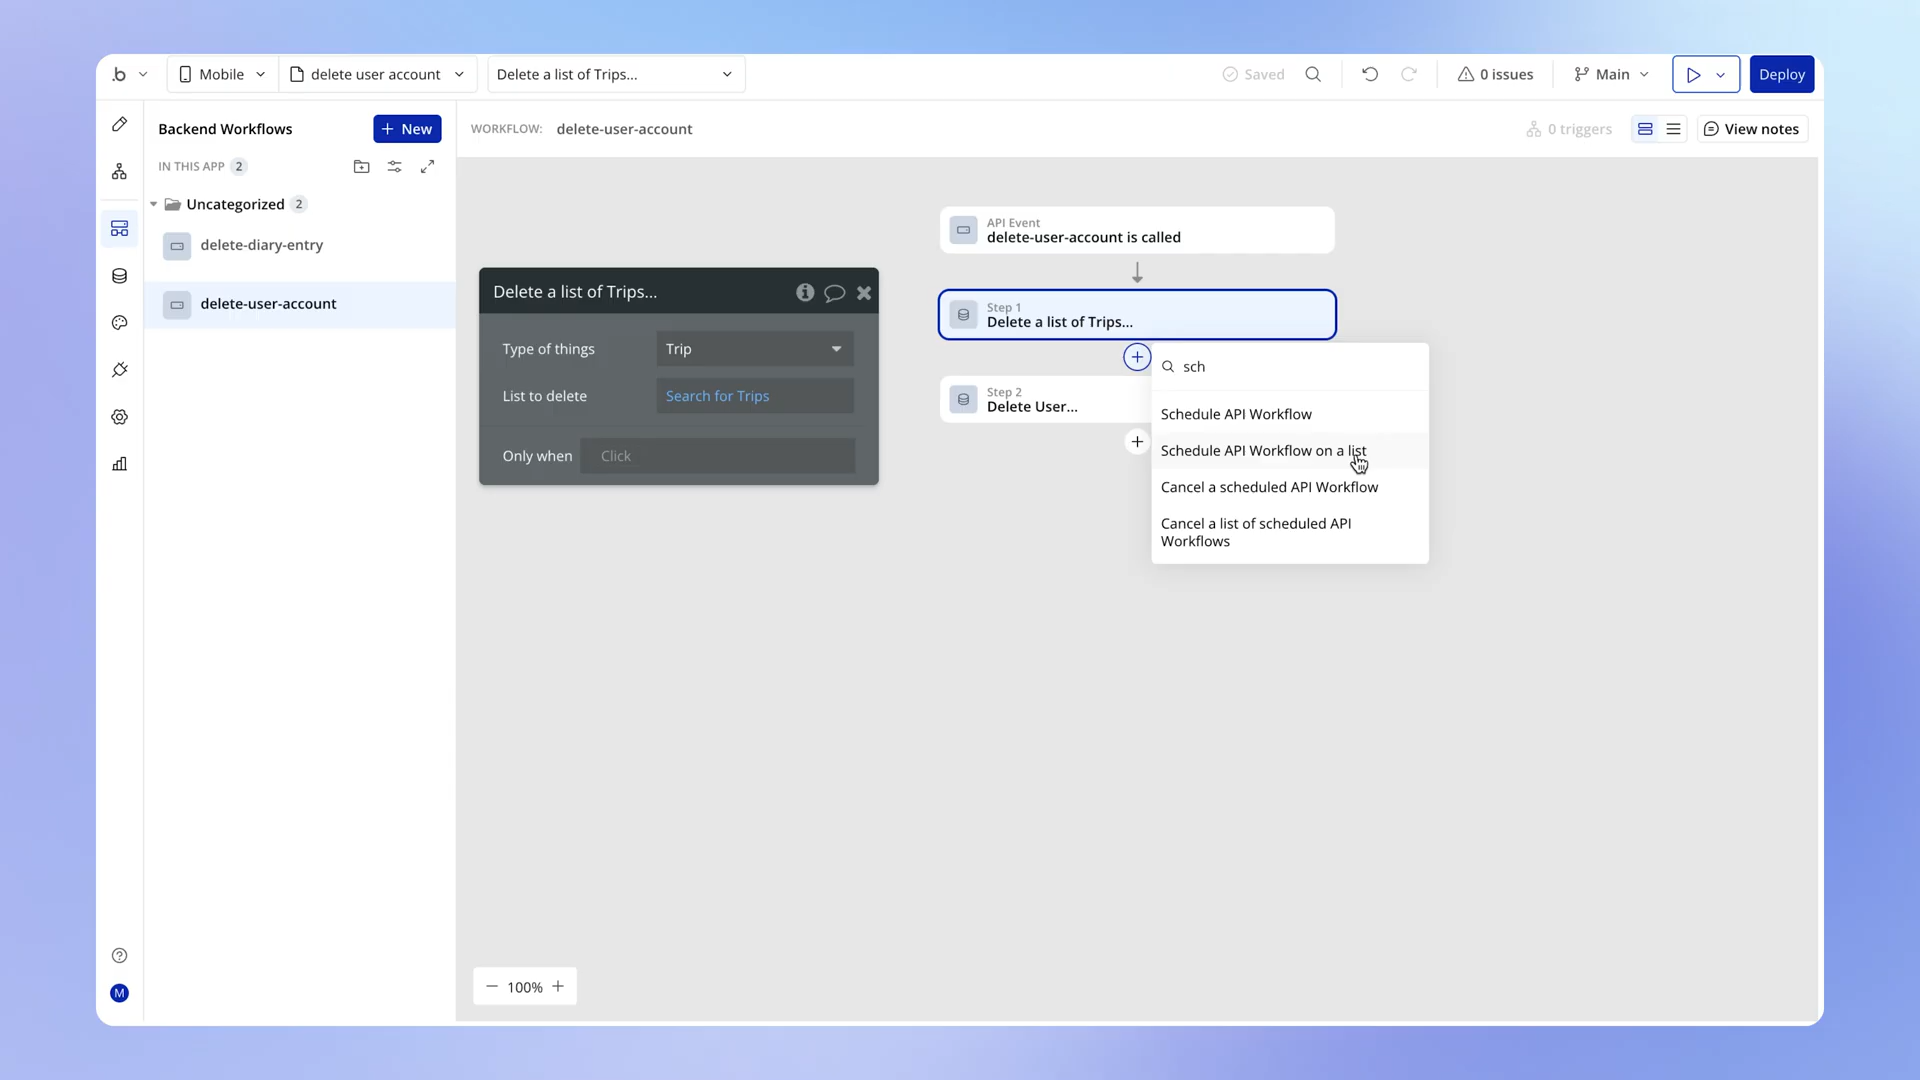 .b
Mobile
delete user account
Delete a list of Trips...
Saved
0 issues
Main
Deploy
Backend Workflows
New
WORKFLOW:
delete-user-account
0 triggers
View notes
IN THIS APP
2
Uncategorized
2
delete-diary-entry
delete-user-account
API Event
delete-user-account is called
Delete a list of Trips...
Type of things
Trip
List to delete
Search for Trips
Only when
Click
Step 1
Delete a list of Trips...
sch
Step 2
Delete User...
Schedule API Workflow
Schedule API Workflow on a list
Cancel a scheduled API Workflow
Cancel a list of scheduled API
Workflows
100%
M